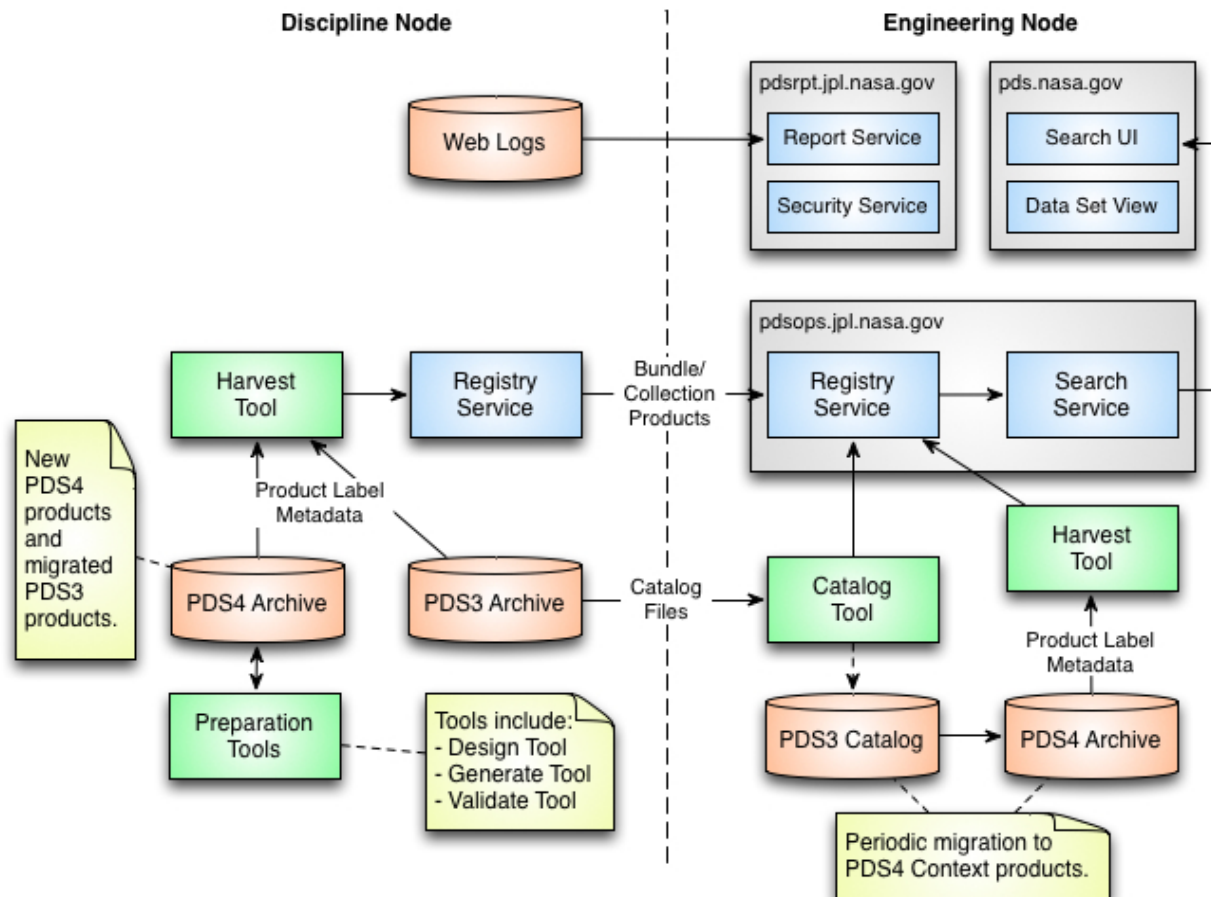 Discipline Node
Engineering Node
pdsrpt.jpl.nasa.gov
pds.nasa.gov
Web Logs
Report Service
Search UI
Security Service
Data Set View
pdsops.jpl.nasa.gov
Harvest
Tool
Registry
Service
Bundle/
Collection
Products
Registry
Service
Search
Service
New
PDS4
products
and
migrated
PDS3
products.
Product Label
Metadata
Harvest
Tool
PDS4 Archive
PDS3 Archive
Catalog
Files
Catalog
Tool
Product Label
Metadata
Preparation
Tools
Tools include:
- Design Tool
- Generate Tool
- Validate Tool
PDS3 Catalog
PDS4 Archive
Periodic migration to
PDS4 Context products.